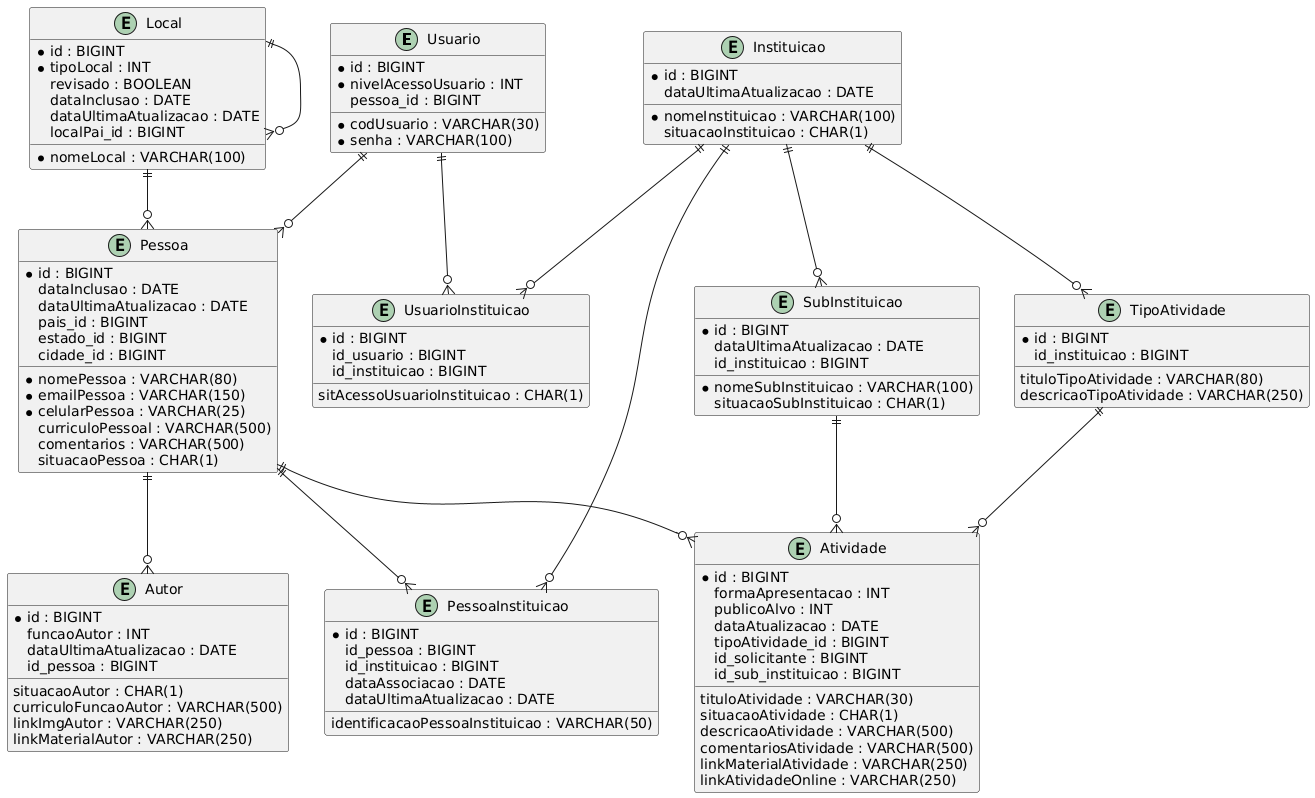 E Local
* id : BIGINT
* tipoLocal : INT
revisado : BOOLEAN
dataInclusao : DATE
dataUltimaAtualizacao : DATE
localPai_id : BIGINT
* nomeLocal : VARCHAR(100)
E Usuario
* id : BIGINT
* nivelAcessoUsuario : INT
pessoa_id : BIGINT
* codUsuario : VARCHAR(30)
* senha : VARCHAR(100)
E Instituicao
* id : BIGINT
dataUltimaAtualizacao : DATE
* nomeInstituicao : VARCHAR(100)
situacaoInstituicao : CHAR(1)
E Pessoa
* id : BIGINT
dataInclusao : DATE
dataUltimaAtualizacao : DATE
pais_id : BIGINT
estado_id : BIGINT
cidade_id : BIGINT
* nomePessoa : VARCHAR(80)
* emailPessoa : VARCHAR(150)
* celularPessoa : VARCHAR(25)
curriculoPessoal : VARCHAR(500)
comentarios : VARCHAR(500)
situacaoPessoa : CHAR(1)
E UsuarioInstituicao
* id : BIGINT
id_usuario : BIGINT
id_instituicao : BIGINT
sitAcessoUsuarioInstituicao : CHAR(1)
E SubInstituicao
* id : BIGINT
dataUltimaAtualizacao : DATE
id_instituicao : BIGINT
* nomeSubInstituicao : VARCHAR(100)
situacaoSubInstituicao : CHAR(1)
E TipoAtividade
* id : BIGINT
id_instituicao : BIGINT
tituloTipoAtividade : VARCHAR(80)
descricaoTipoAtividade : VARCHAR(250)
E Autor
* id : BIGINT
funcaoAutor : INT
dataUltimaAtualizacao : DATE
id_pessoa : BIGINT
situacaoAutor : CHAR(1)
curriculoFuncaoAutor : VARCHAR(500)
linkImgAutor : VARCHAR(250)
linkMaterialAutor : VARCHAR(250)
E PessoaInstituicao
* id : BIGINT
id_pessoa : BIGINT
id_instituicao : BIGINT
dataAssociacao : DATE
dataUltimaAtualizacao : DATE
identificacaoPessoaInstituicao : VARCHAR(50)
E Atividade
* id : BIGINT
formaApresentacao : INT
publicoAlvo : INT
dataAtualizacao : DATE
tipoAtividade_id : BIGINT
id_solicitante : BIGINT
id_sub_instituicao : BIGINT
tituloAtividade : VARCHAR(30)
situacaoAtividade : CHAR(1)
descricaoAtividade : VARCHAR(500)
comentariosAtividade : VARCHAR(500)
linkMaterialAtividade : VARCHAR(250)
linkAtividadeOnline : VARCHAR(250)